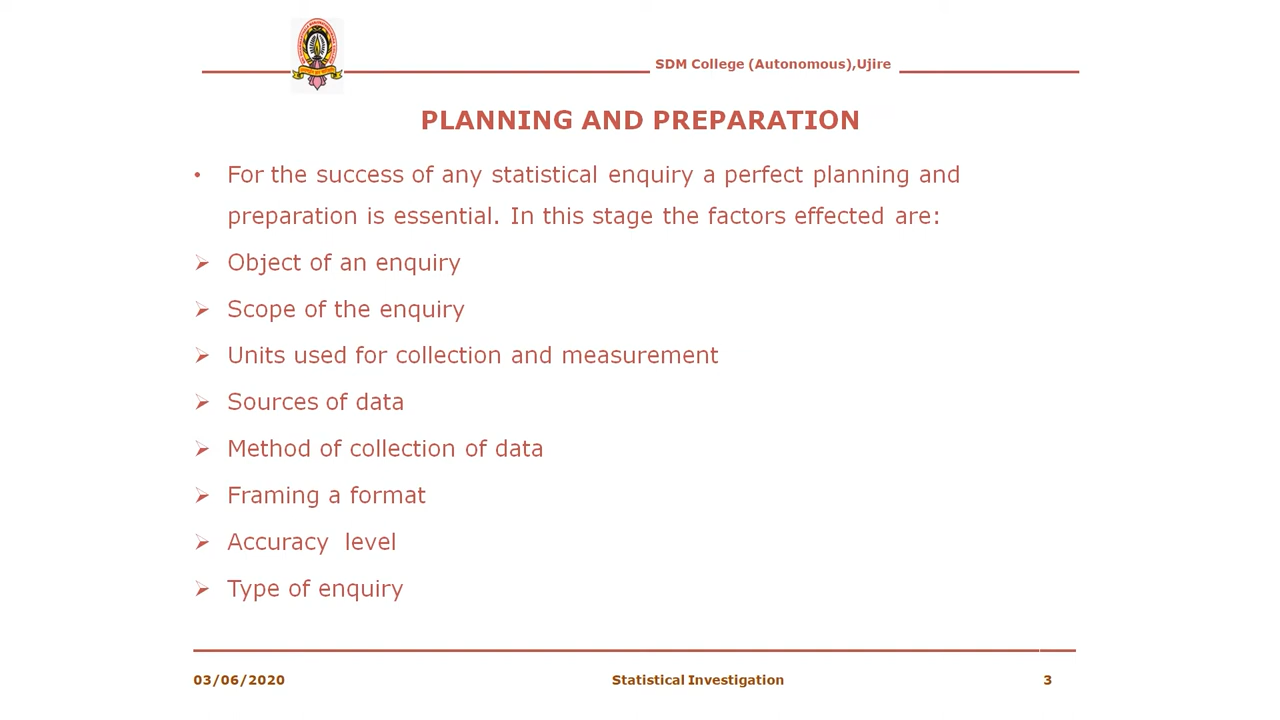 SDM College (Autonomous),Ujire
PLANNING AND PREPARATION
• For the success of any statistical enquiry a perfect planning and
preparation is essential. In this stage the factors effected are:
➢ Object of an enquiry
➢ Scope of the enquiry
➢ Units used for collection and measurement
➢ Sources of data
➢ Method of collection of data
➢ Framing a format
➢ Accuracy level
➢ Type of enquiry
03/06/2020 Statistical Investigation 3